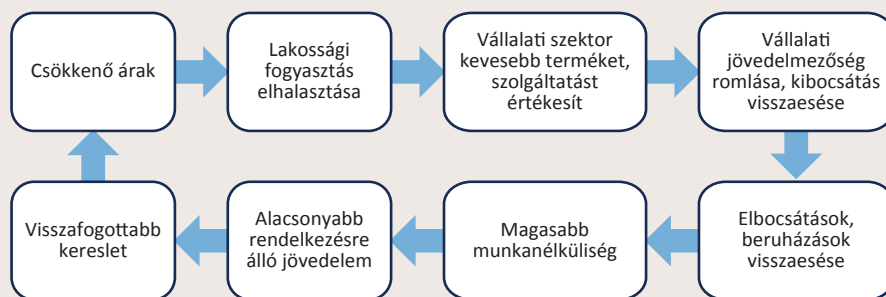 Csökkenő árak
Lakossági
fogyasztás
elhalasztása
Vállalati szektor
kevesebb terméket,
szolgáltatást
értékesít
Vállalati
jövedelmezőség
romlása, kibocsátás
visszaesése
Elbocsátások,
beruházások
visszaesése
Magasabb
munkanélküliség
Alacsonyabb
rendelkezésre
álló jövedelem
Visszafogottabb
kereslet